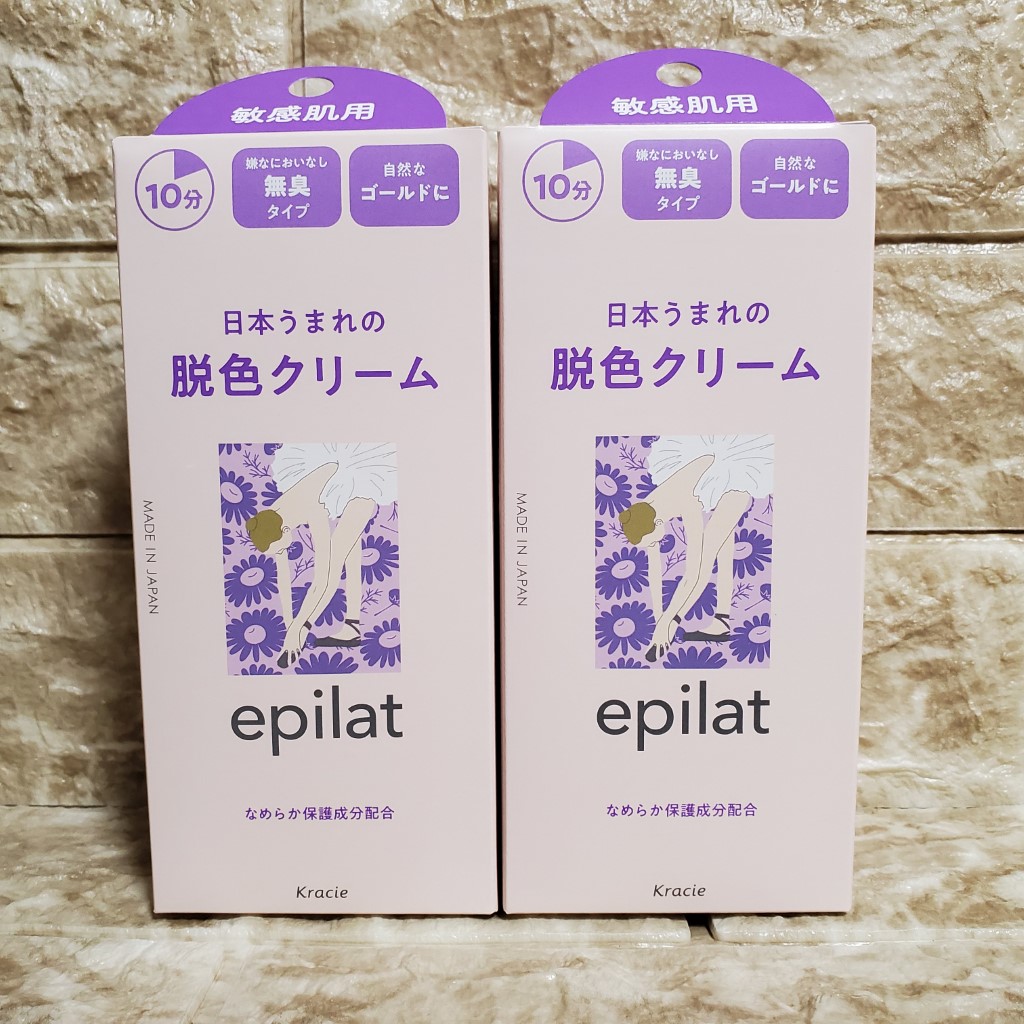 敏感肌用
10分
嫌なにおいなし
無臭
タイプ
自然な
ゴールドに
日本うまれの
脱色クリーム
MADE IN JAPAN
epilat
なめらか保護成分配合
Kracie
敏感肌用
10分
嫌なにおいなし
無臭
タイプ
自然な
ゴールドに
日本うまれの
脱色クリーム
MADE IN JAPAN
epilat
なめらか保護成分配合
Kracie